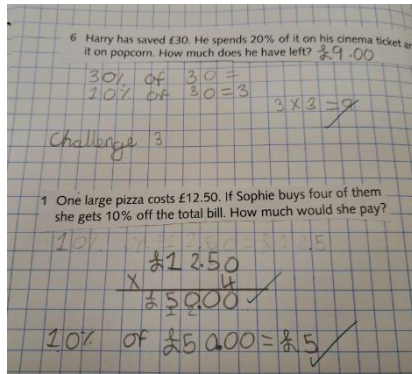 6 Harry has saved £30. He spends 20% of it on his cinema ticket
it on popcorn. How much does he have left? £9.00
30% of 30 =
10% of 30 = 3
3 x 3 = 9
Challenge 3
1 One large pizza costs £12.50. If Sophie buys four of them
she gets 10% off the total bill. How much would she pay?
10%
£12.50
x 4
£50.00
10% of £50.00 = £5